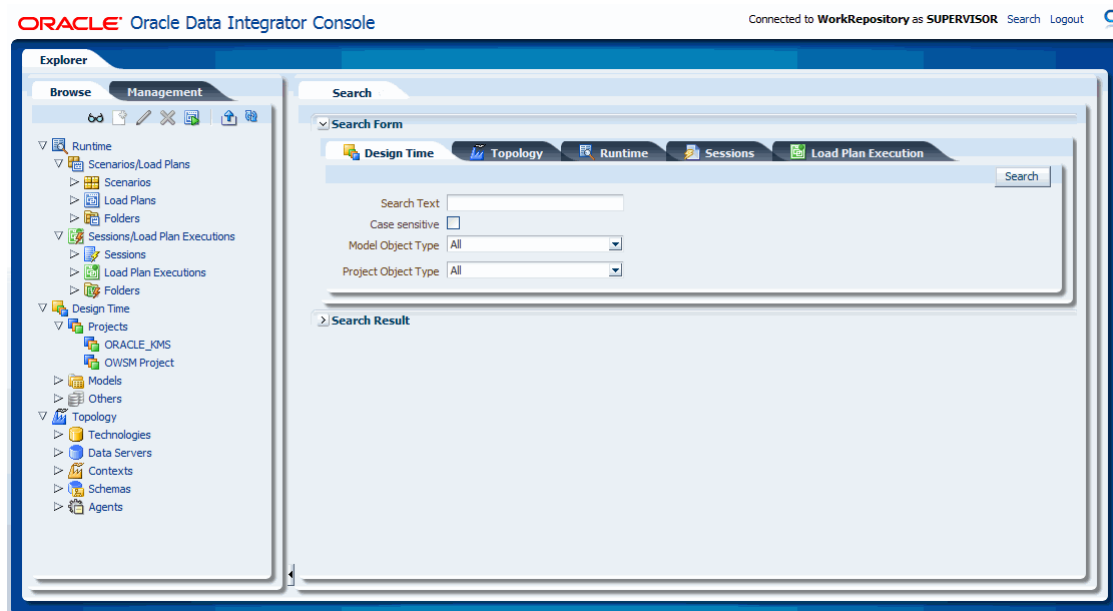 ORACLE Oracle Data Integrator Console
Connected to WorkRepository as SUPERVISOR Search Logout
Explorer
Browse Management
Runtime
Scenarios/Load Plans
Scenarios
Load Plans
Folders
Sessions/Load Plan Executions
Sessions
Load Plan Executions
Folders
Design Time
Projects
ORACLE_KMS
OWSM Project
Models
Others
Topology
Technologies
Data Servers
Contexts
Schemas
Agents
Search
Search Form
Design Time Topology Runtime Sessions Load Plan Execution
Search
Search Text
Case sensitive
Model Object Type All
Project Object Type All
Search Result